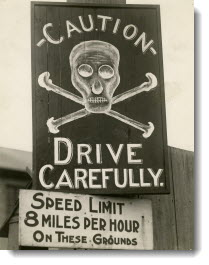 -CAUTION-
DRIVE
CAREFULLY.
SPEED LIMIT
8 MILES PER HOUR
ON THESE GROUNDS